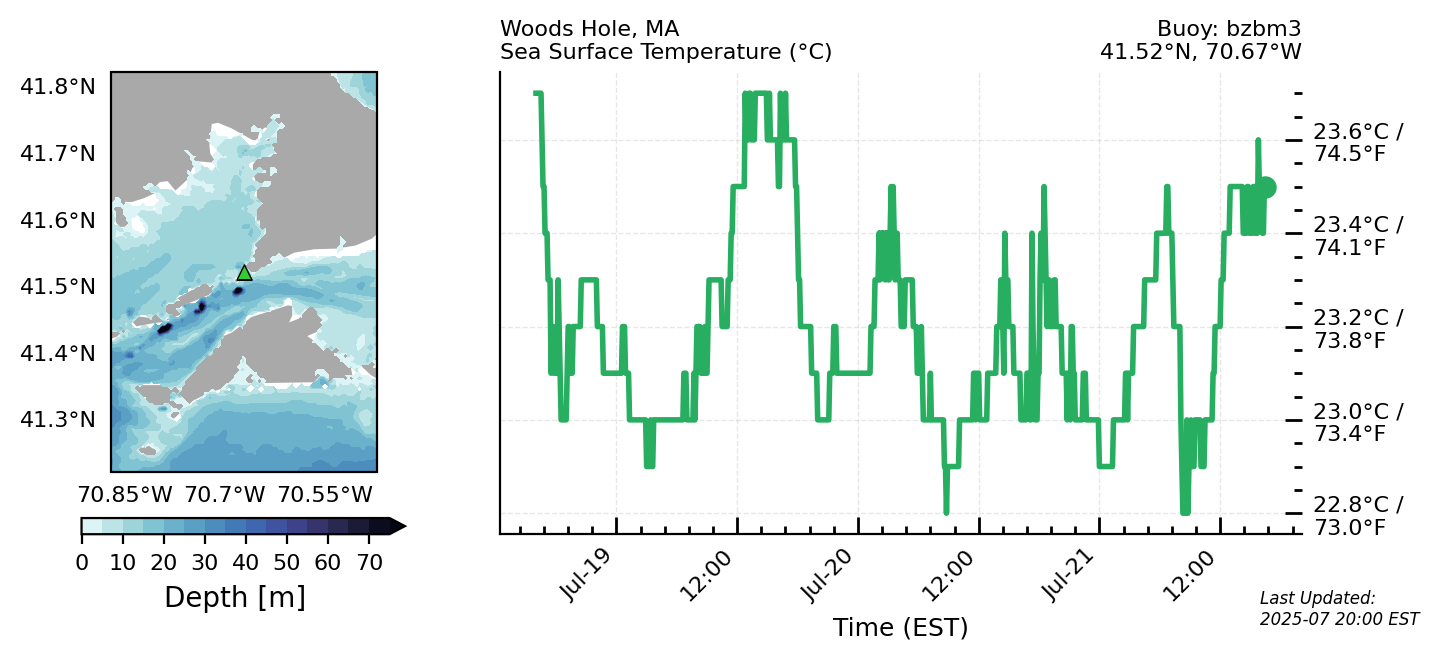 Woods Hole, MA
Sea Surface Temperature (°C)
Buoy: bzbm3
41.52°N, 70.67°W
41.8°N
41.7°N
41.6°N
41.5°N
41.4°N
41.3°N
70.85°W 70.7°W 70.55°W
0 10 20 30 40 50 60 70
Depth [m]
23.6°C /
74.5°F
23.4°C /
74.1°F
23.2°C /
73.8°F
23.0°C /
73.4°F
22.8°C /
73.0°F
Jul-19
12:00
Jul-20
12:00
Jul-21
12:00
Time (EST)
Last Updated:
2025-07 20:00 EST